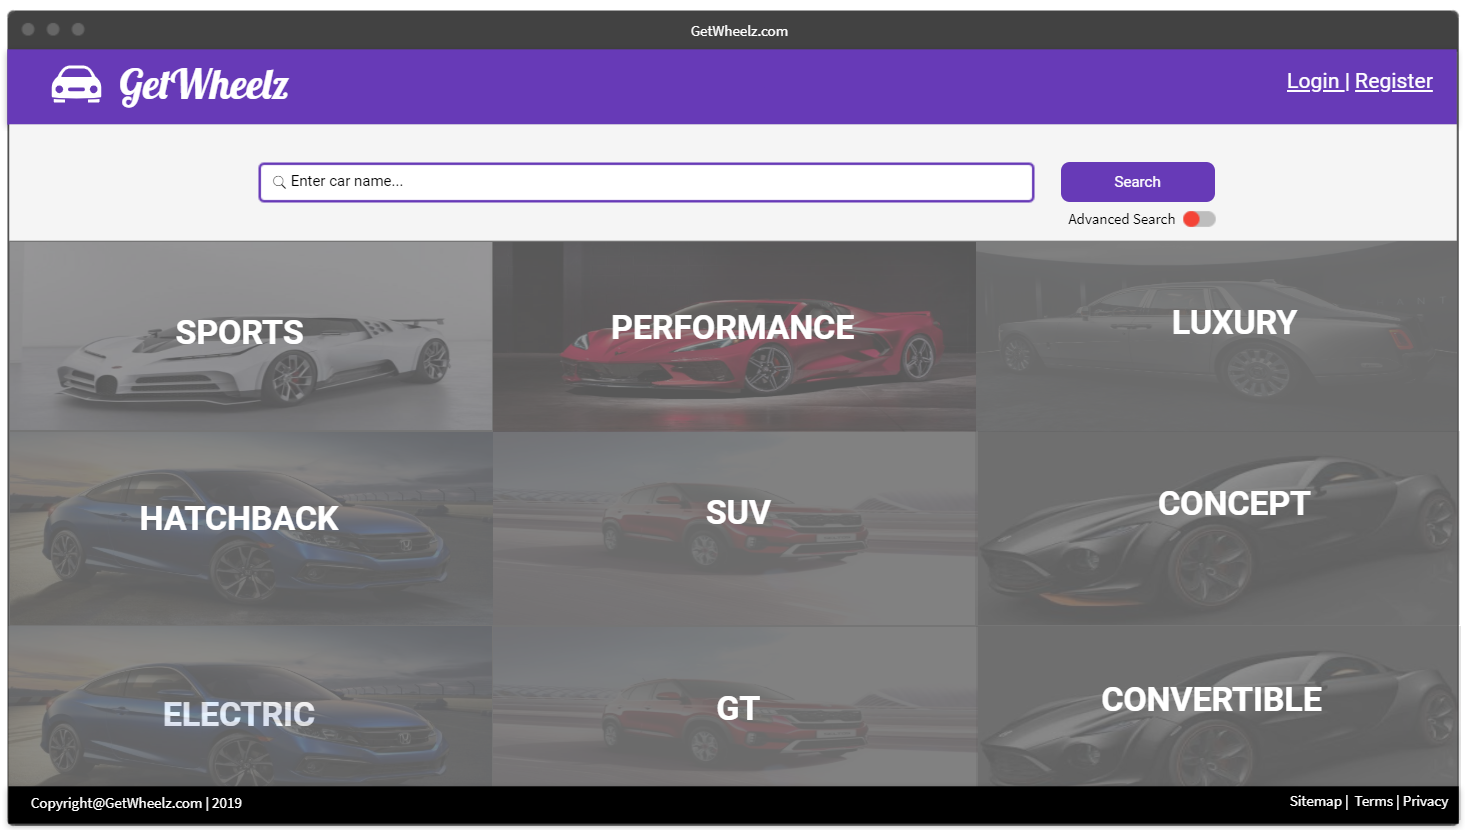 GetWheelz.com
GetWheelz
Login | Register
Enter car name...
Search
Advanced Search
SPORTS
PERFORMANCE
LUXURY
HATCHBACK
SUV
CONCEPT
ELECTRIC
GT
CONVERTIBLE
Copyright@GetWheelz.com | 2019
Sitemap | Terms | Privacy